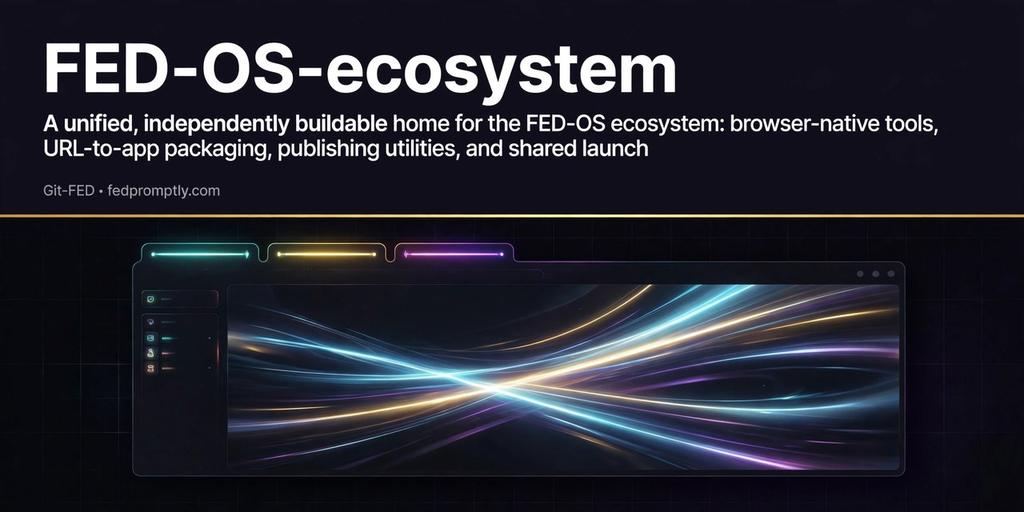 FED-OS-ecosystem
A unified, independently buildable home for the FED-OS ecosystem: browser-native tools,
URL-to-app packaging, publishing utilities, and shared launch
Git-FED • fedpromptly.com